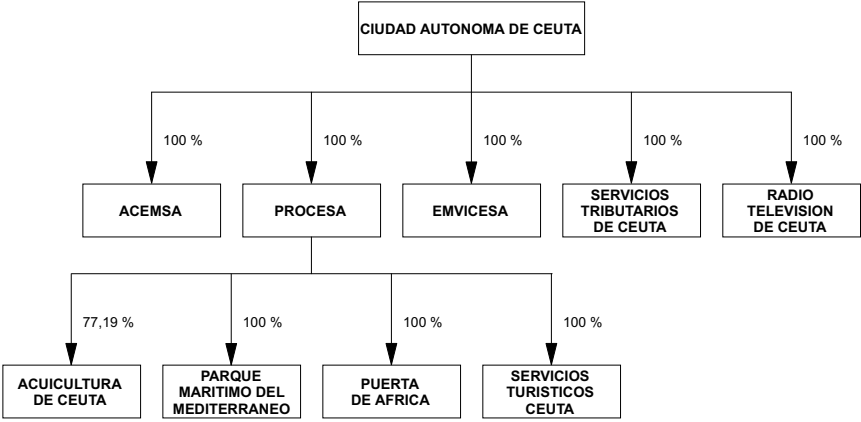 CIUDAD AUTONOMA DE CEUTA
100 %
100 %
100 %
100 %
100 %
ACEMSA
PROCESA
EMVICESA
SERVICIOS
TRIBUTARIOS
DE CEUTA
RADIO
TELEVISION
DE CEUTA
77,19 %
100 %
100 %
100 %
ACUICULTURA
DE CEUTA
PARQUE
MARITIMO DEL
MEDITERRANEO
PUERTA
DE AFRICA
SERVICIOS
TURISTICOS
CEUTA